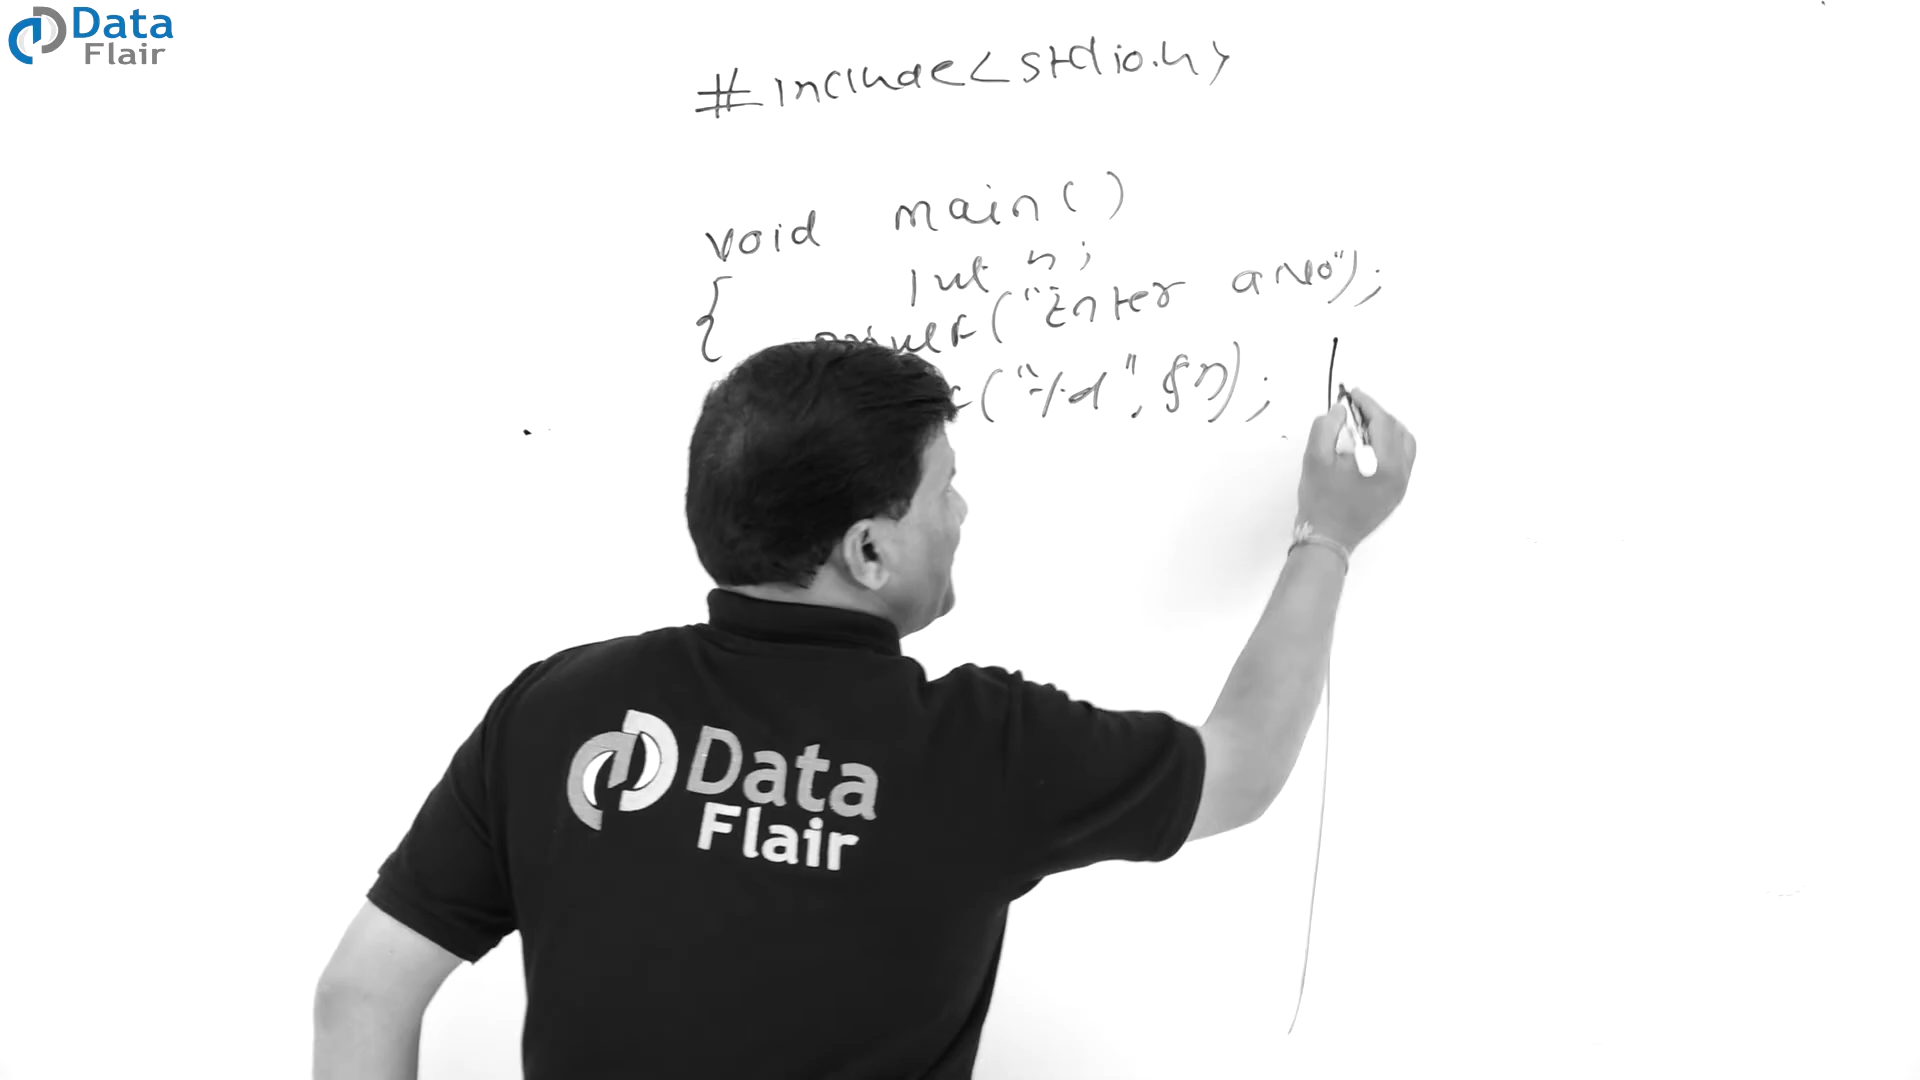 Data
Flair
#include<stdio.h>
void main()
{ int n;
printf("Enter a No");
("%d",&n);
Data
Flair